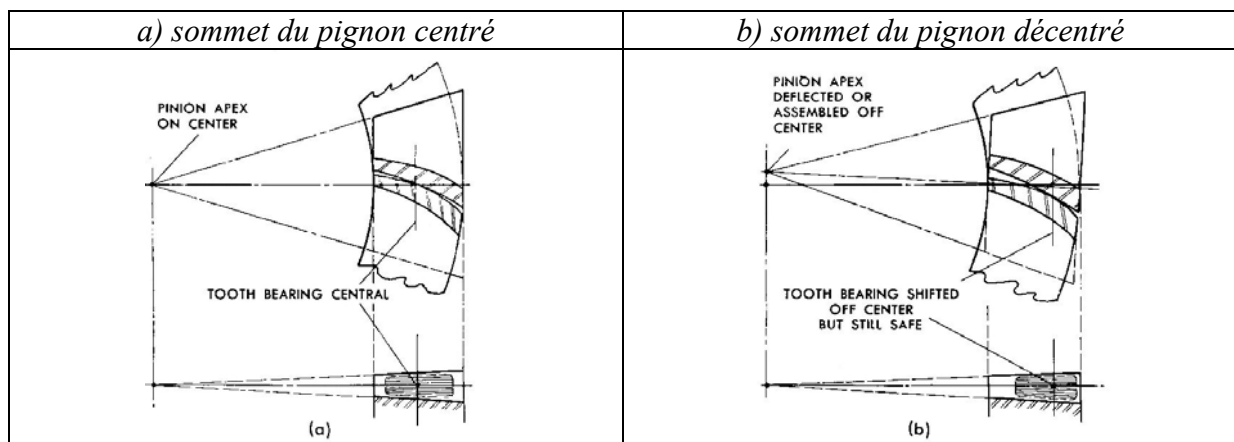 a) sommet du pignon centré
b) sommet du pignon décentré
PINION APEX
ON CENTER
TOOTH BEARING CENTRAL
(a)
PINION APEX
DEFLECTED OR
ASSEMBLED OFF
CENTER
TOOTH BEARING SHIFTED
OFF CENTER
BUT STILL SAFE
(b)